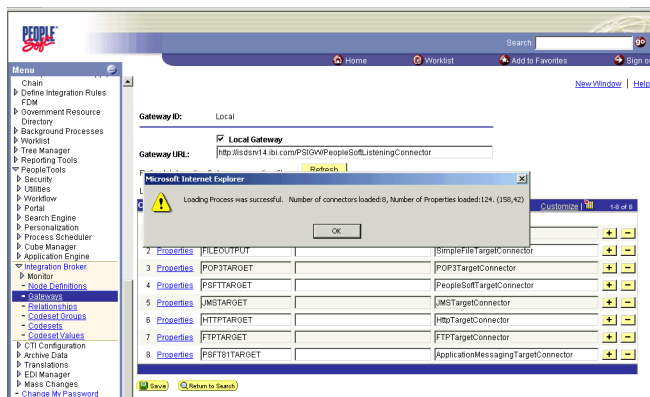 PEOPLE
Soft
Search:
go
Home
Worklist
Add to Favorites
Sign ou
Menu
Chain
Define Integration Rules
FDM
Government Resource
Directory
Background Processes
Worklist
Tree Manager
Reporting Tools
PeopleTools
Security
Utilities
Workflow
Portal
Search Engine
Personalization
Process Scheduler
Cube Manager
Application Engine
Integration Broker
Monitor
Node Definitions
Gateways
Relationships
Codeset Groups
Codesets
Codeset Values
CTI Configuration
Archive Data
Translations
EDI Manager
Mass Changes
Change My Password
New Window | Help
Gateway ID: Local
Local Gateway
Gateway URL: http://isdsrv14.ibi.com/PSIGW/PeopleSoftListeningConnector
Refresh
Microsoft Internet Explorer
Loading Process was successful. Number of connectors loaded:8, Number of Properties loaded:124. (158,42)
OK
Customize | 1-8 of 8
2 Properties FILEOUTPUT SimpleFileTargetConnector + −
3 Properties POP3TARGET POP3TargetConnector + −
4 Properties PSFTTARGET PeopleSoftTargetConnector + −
5 Properties JMSTARGET JMSTargetConnector + −
6 Properties HTTPTARGET HttpTargetConnector + −
7 Properties FTPTARGET FTPTargetConnector + −
8 Properties PSFT81TARGET ApplicationMessagingTargetConnector + −
Save
Return to Search